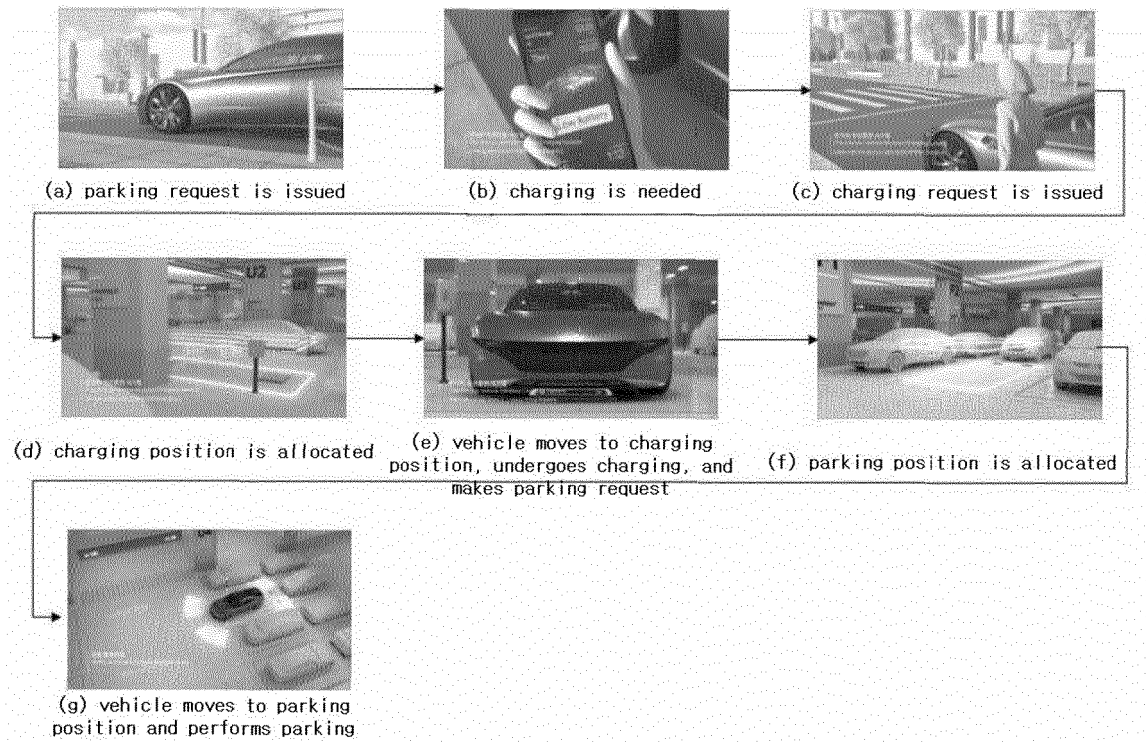 (a) parking request is issued
(b) charging is needed
(c) charging request is issued
U2
(d) charging position is allocated
(e) vehicle moves to charging
position, undergoes charging, and
makes parking request
(f) parking position is allocated
(g) vehicle moves to parking
position and performs parking